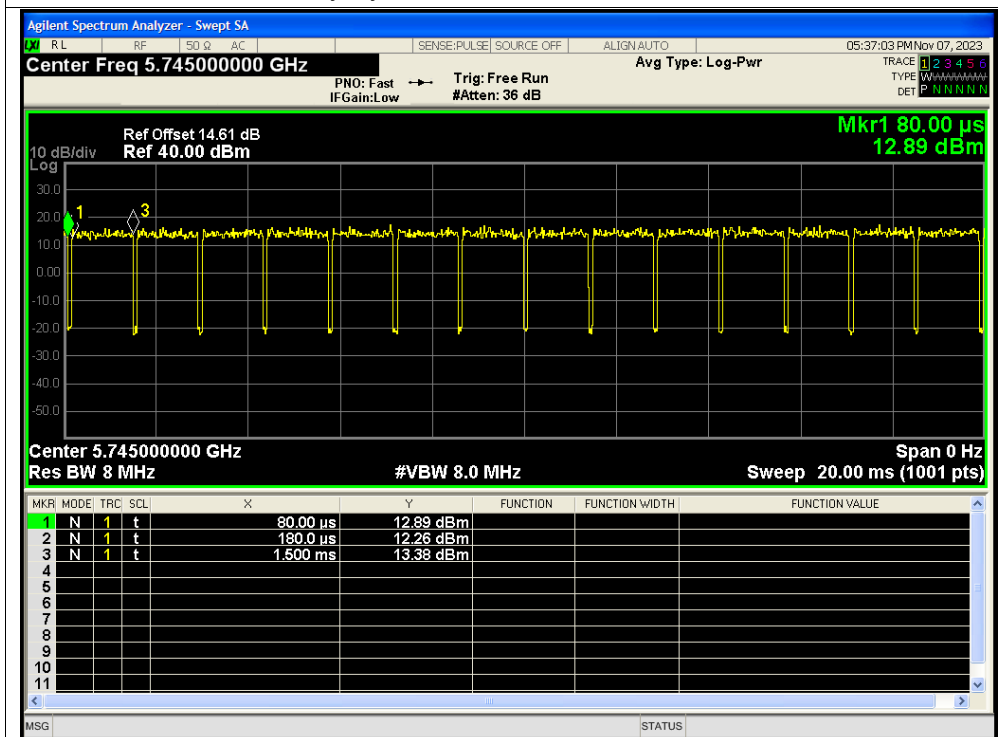 Agilent Spectrum Analyzer - Swept SA
LXI RL RF 50 Ω AC SENSE:PULSE SOURCE OFF ALIGN AUTO 05:37:03 PM Nov 07, 2023
Center Freq 5.745000000 GHz
PNO: Fast
IFGain:Low
Trig: Free Run
#Atten: 36 dB
Avg Type: Log-Pwr
TRACE 1 2 3 4 5 6
TYPE W
DET P N N N N N
Ref Offset 14.61 dB
10 dB/div Ref 40.00 dBm
Log
Mkr1 80.00 µs
12.89 dBm
30.0
20.0
10.0
0.00
-10.0
-20.0
-30.0
-40.0
-50.0
1
3
Center 5.745000000 GHz Span 0 Hz
Res BW 8 MHz #VBW 8.0 MHz Sweep 20.00 ms (1001 pts)
MKR MODE TRC SCL X Y FUNCTION FUNCTION WIDTH FUNCTION VALUE
1 N 1 t 80.00 µs 12.89 dBm
2 N 1 t 180.0 µs 12.26 dBm
3 N 1 t 1.500 ms 13.38 dBm
4
5
6
7
8
9
10
11
MSG STATUS